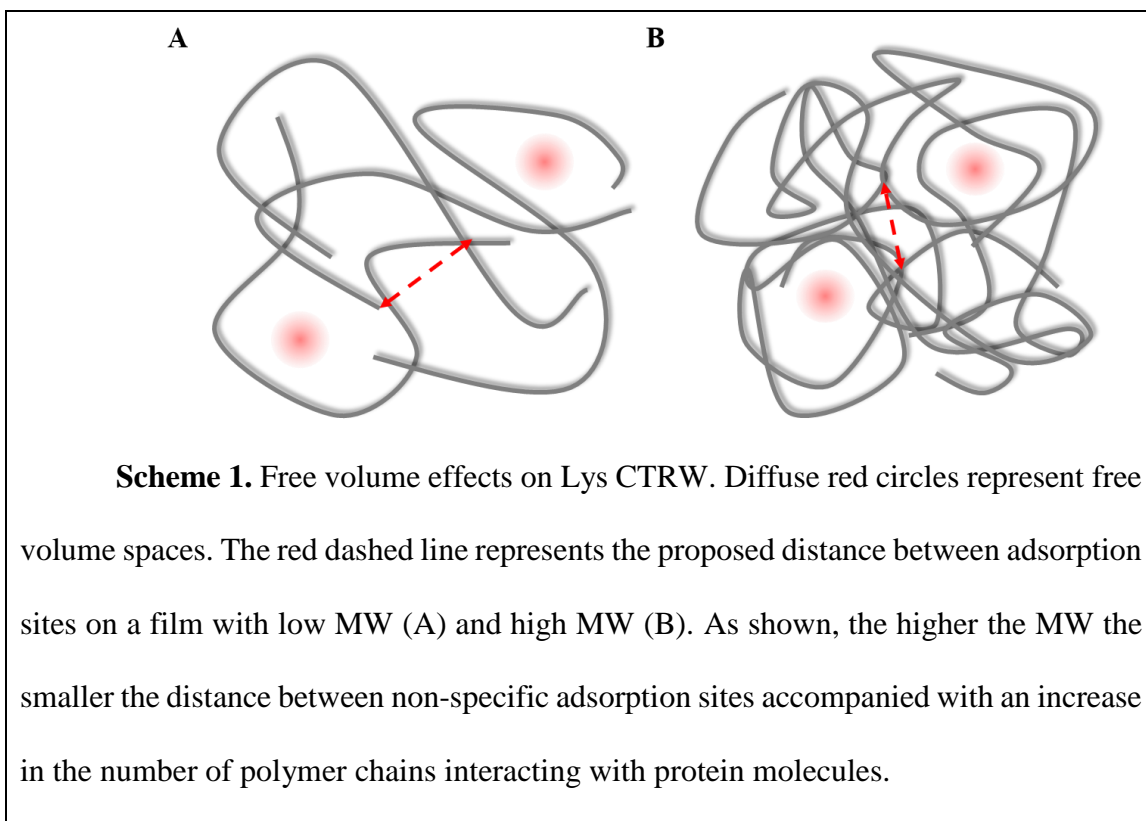 A B
Scheme 1. Free volume effects on Lys CTRW. Diffuse red circles represent free
volume spaces. The red dashed line represents the proposed distance between adsorption
sites on a film with low MW (A) and high MW (B). As shown, the higher the MW the
smaller the distance between non-specific adsorption sites accompanied with an increase
in the number of polymer chains interacting with protein molecules.